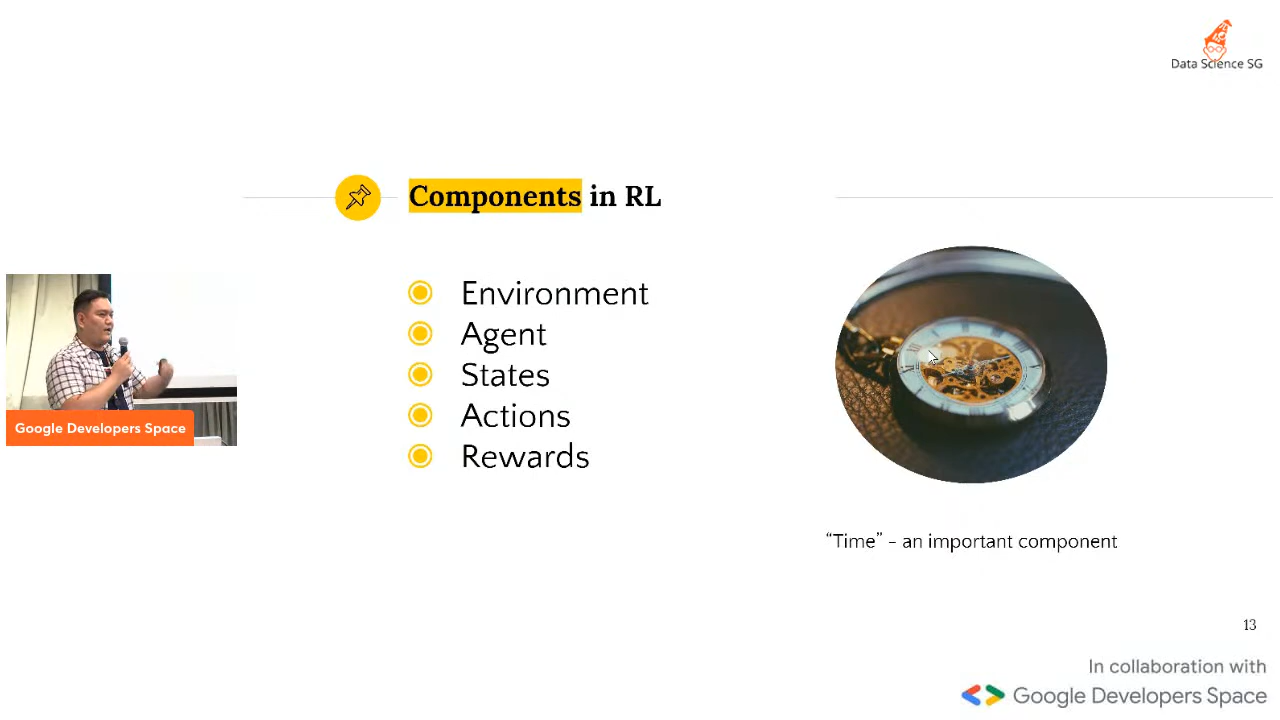 Data Science SG
Components in RL
Environment
Agent
States
Actions
Rewards
Google Developers Space
“Time” - an important component
13
In collaboration with
Google Developers Space